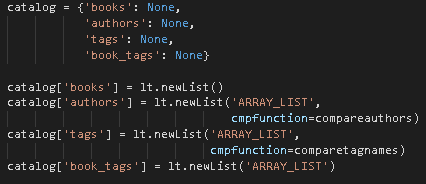 catalog = {'books': None,
'authors': None,
'tags': None,
'book_tags': None}
catalog['books'] = lt.newList()
catalog['authors'] = lt.newList('ARRAY_LIST',
cmpfunction=compareauthors)
catalog['tags'] = lt.newList('ARRAY_LIST',
cmpfunction=comparetagnames)
catalog['book_tags'] = lt.newList('ARRAY_LIST')